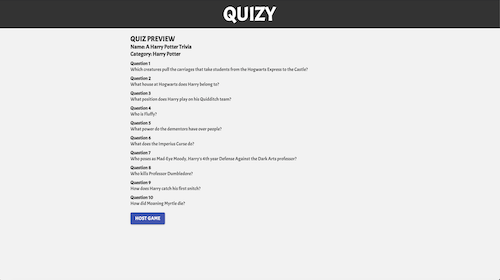 QUIZY
QUIZ PREVIEW
Name: A Harry Potter Trivia
Category: Harry Potter
Question 1
Which creatures pull the carriages that take students from the Hogwarts Express to the Castle?
Question 2
What house at Hogwarts does Harry belong to?
Question 3
What position does Harry play on his Quidditch team?
Question 4
Who is Fluffy?
Question 5
What power do the dementors have over people?
Question 6
What does the Imperius Curse do?
Question 7
Who poses as Mad-Eye Moody, Harry's 4th year Defense Against the Dark Arts professor?
Question 8
Who kills Professor Dumbledore?
Question 9
How does Harry catch his first snitch?
Question 10
How did Moaning Myrtle die?
HOST GAME